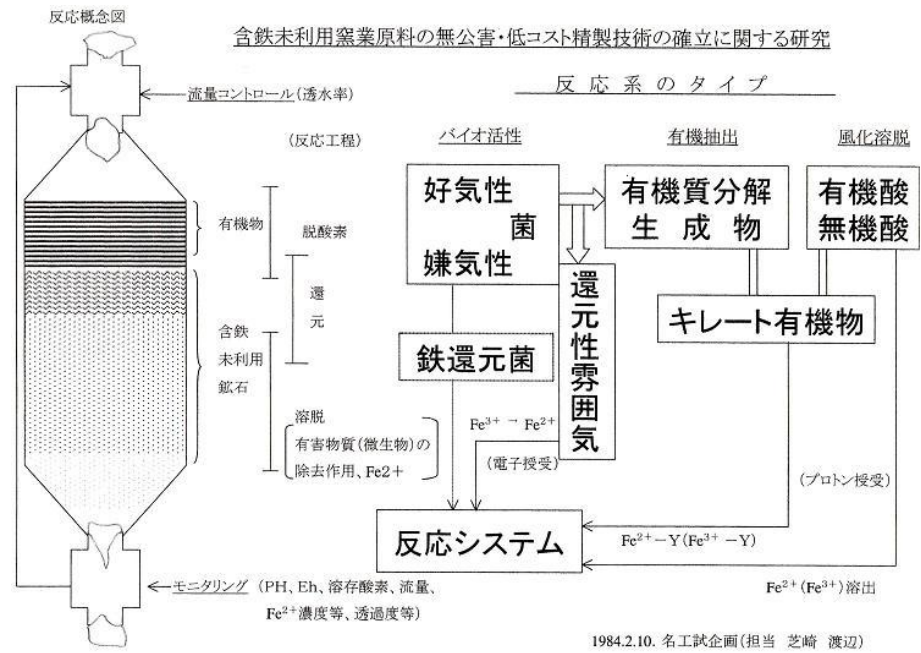 反応概念図
含鉄未利用窯業原料の無公害・低コスト精製技術の確立に関する研究
流量コントロール(透水率)
(反応工程)
有機物
脱酸素
還
元
含鉄
未利用
鉱石
溶脱
有害物質(微生物)の
除去作用、Fe2+
モニタリング (PH、Eh、溶存酸素、流量、
Fe²⁺濃度等、透過度等)
反応系のタイプ
バイオ活性
有機抽出
風化溶脱
好気性
菌
嫌気性
有機質分解
生成物
有機酸
無機酸
還元性雰囲気
キレート有機物
鉄還元菌
Fe³⁺ → Fe²⁺
(電子授受)
(プロトン授受)
反応システム
Fe²⁺−Y(Fe³⁺−Y)
Fe²⁺(Fe³⁺)溶出
1984.2.10. 名工試企画(担当 芝崎 渡辺)